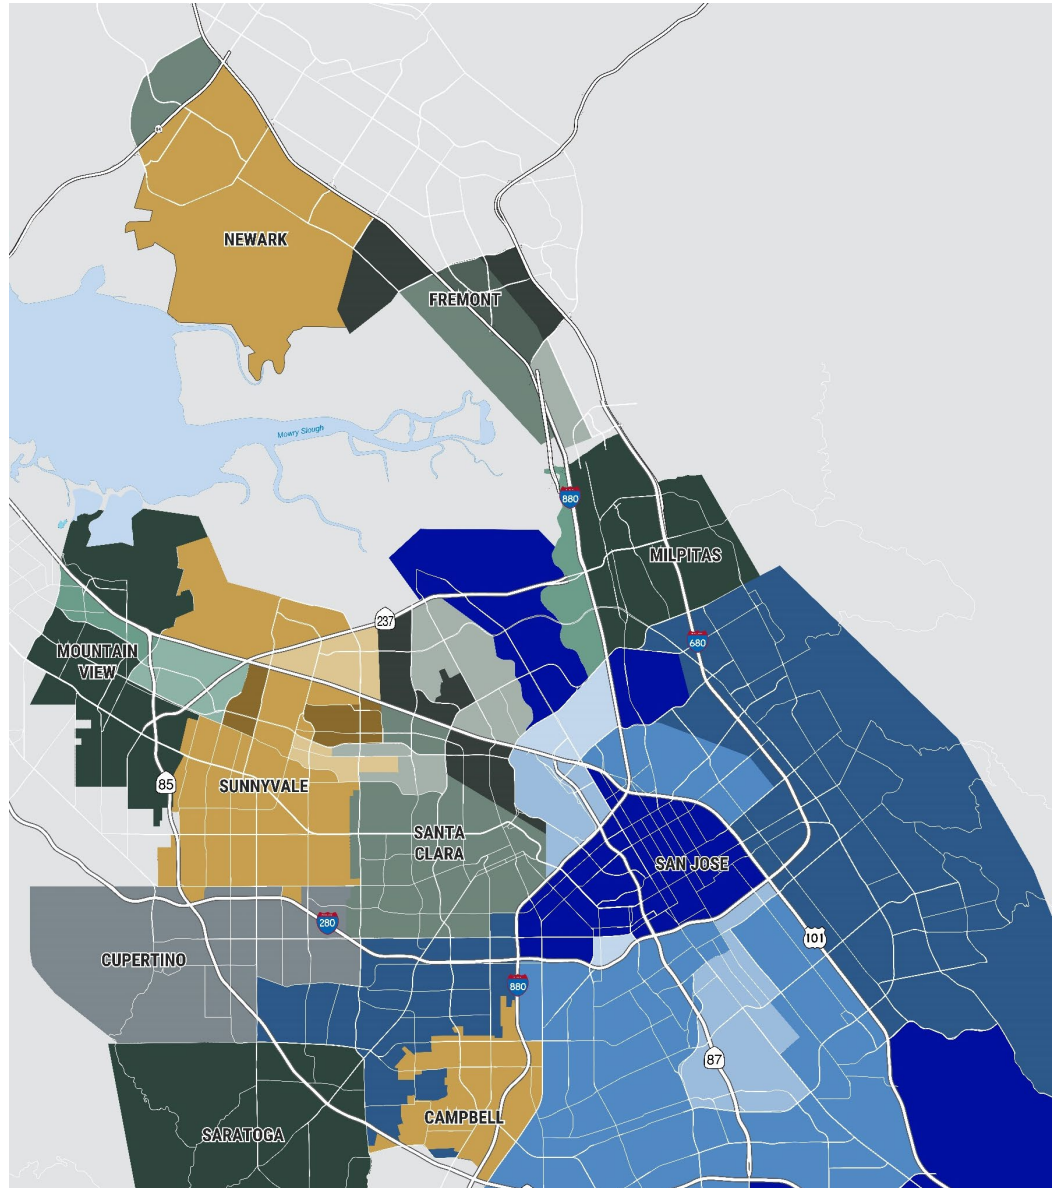 NEWARK
FREMONT
Mowry Slough
880
MILPITAS
237
680
MOUNTAIN
VIEW
85
SUNNYVALE
SANTA
CLARA
SAN JOSE
280
101
CUPERTINO
880
87
CAMPBELL
SARATOGA